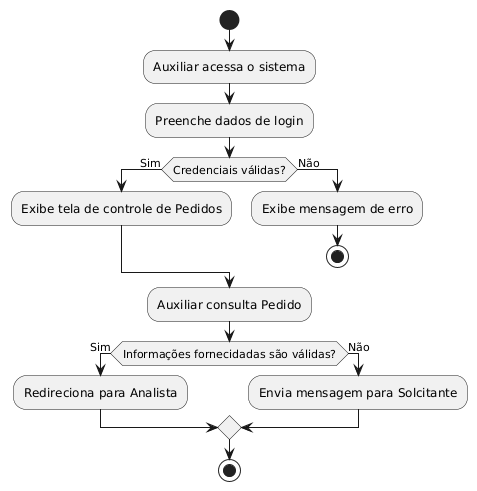 Auxiliar acessa o sistema
Preenche dados de login
Sim
Credenciais válidas?
Não
Exibe tela de controle de Pedidos
Exibe mensagem de erro
Auxiliar consulta Pedido
Sim
Informações fornecidadas são válidas?
Não
Redireciona para Analista
Envia mensagem para Solcitante